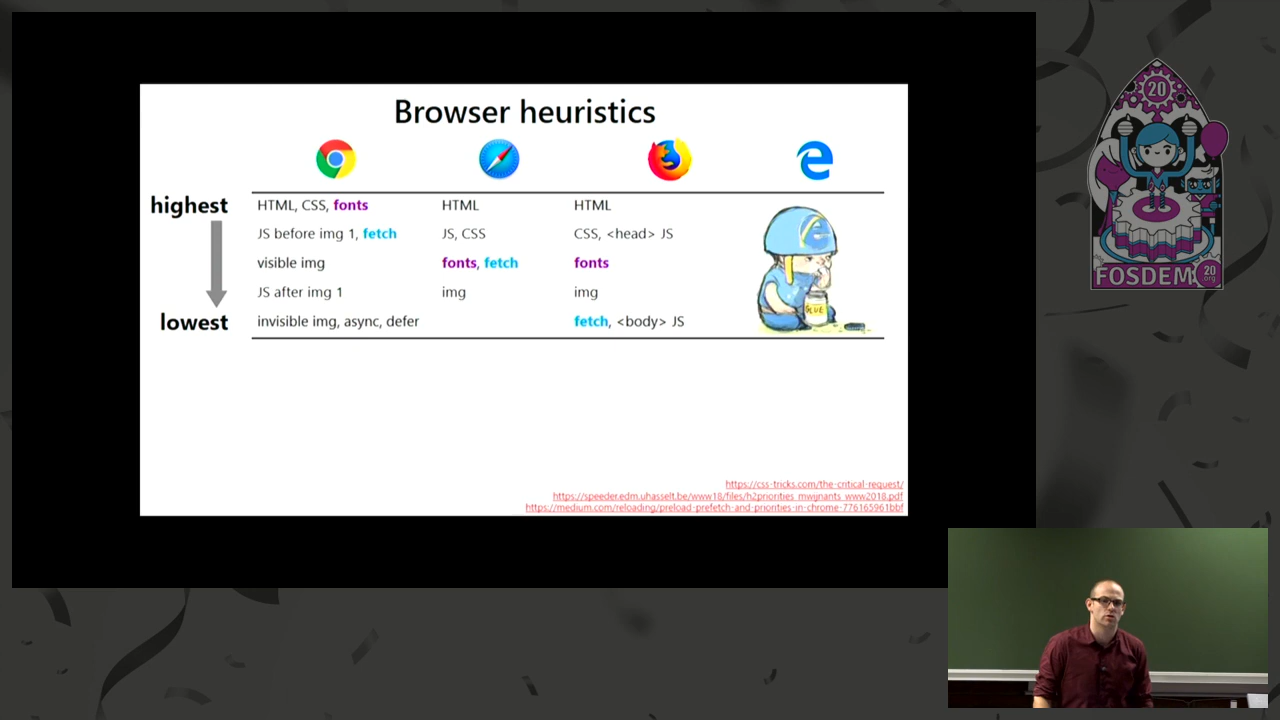 Browser heuristics
highest
HTML, CSS, fonts
HTML
HTML
JS before img 1, fetch
JS, CSS
CSS, <head> JS
visible img
fonts, fetch
fonts
JS after img 1
img
img
lowest
invisible img, async, defer
fetch, <body> JS
GLUE
https://css-tricks.com/the-critical-request/
https://speeder.edm.uhasselt.be/www18/files/h2priorities_mwijnants_www2018.pdf
https://medium.com/reloading/preload-prefetch-and-priorities-in-chrome-776165961bbf
20
FOSDEM
20
.org